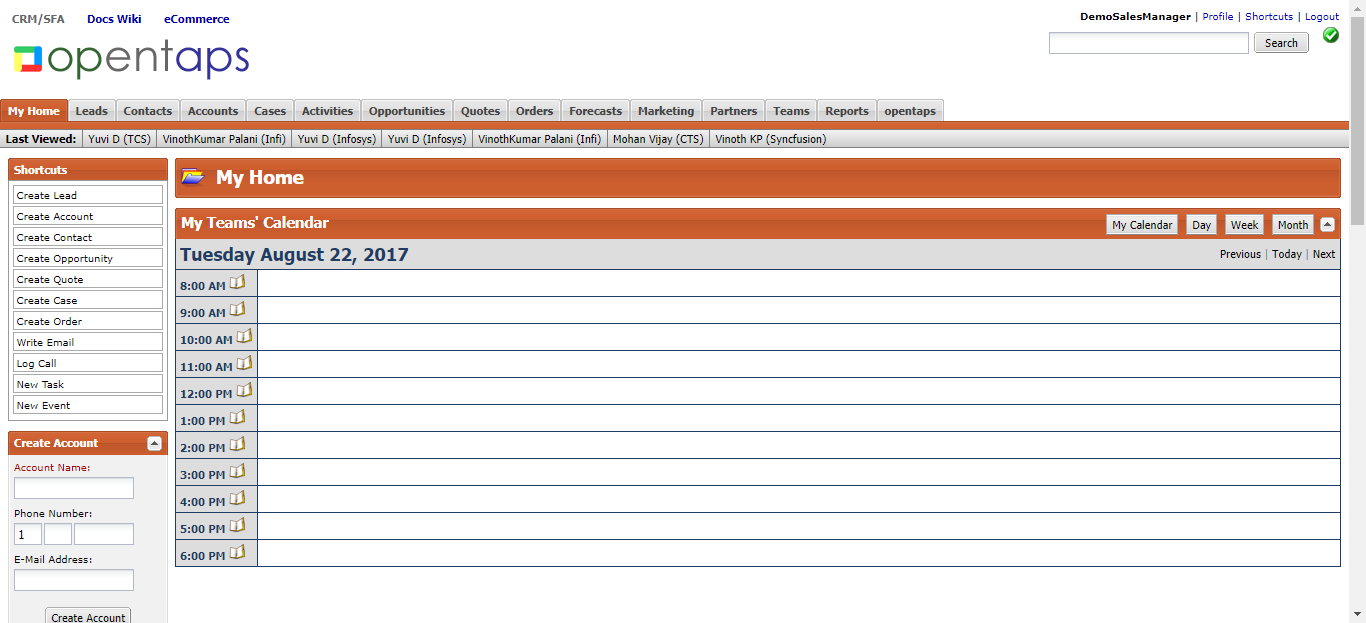 CRM/SFA Docs Wiki eCommerce
DemoSalesManager | Profile | Shortcuts | Logout
opentaps
Search
My Home Leads Contacts Accounts Cases Activities Opportunities Quotes Orders Forecasts Marketing Partners Teams Reports opentaps
Last Viewed: Yuvi D (TCS) VinothKumar Palani (Infi) Yuvi D (Infosys) Yuvi D (Infosys) VinothKumar Palani (Infi) Mohan Vijay (CTS) Vinoth KP (Syncfusion)
Shortcuts
Create Lead
Create Account
Create Contact
Create Opportunity
Create Quote
Create Case
Create Order
Write Email
Log Call
New Task
New Event
Create Account
Account Name:
Phone Number:
1
E-Mail Address:
Create Account
My Home
My Teams' Calendar
My Calendar Day Week Month
Tuesday August 22, 2017
Previous | Today | Next
8:00 AM
9:00 AM
10:00 AM
11:00 AM
12:00 PM
1:00 PM
2:00 PM
3:00 PM
4:00 PM
5:00 PM
6:00 PM